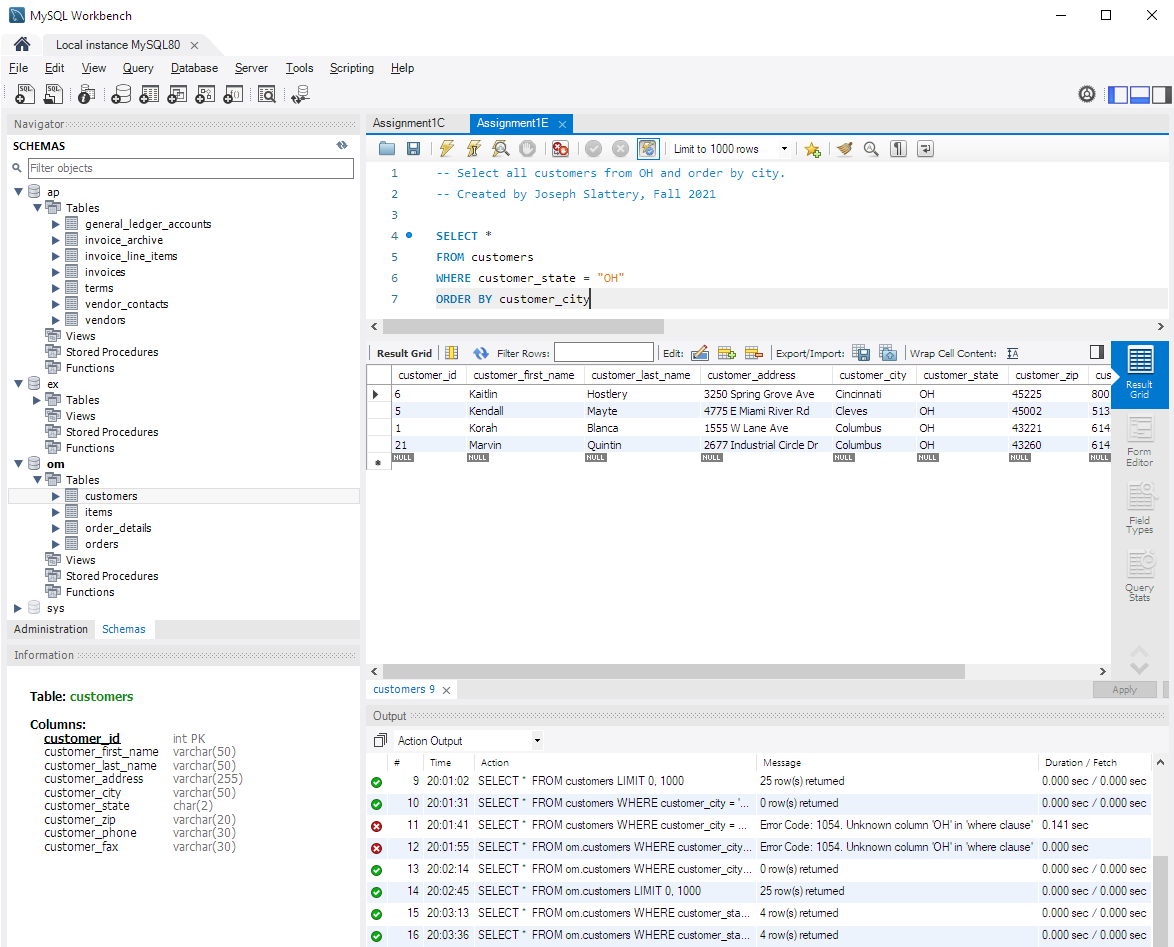 MySQL Workbench
Local instance MySQL80
File Edit View Query Database Server Tools Scripting Help
Navigator
SCHEMAS
Filter objects
ap
Tables
general_ledger_accounts
invoice_archive
invoice_line_items
invoices
terms
vendor_contacts
vendors
Views
Stored Procedures
Functions
ex
Tables
Views
Stored Procedures
Functions
om
Tables
customers
items
order_details
orders
Views
Stored Procedures
Functions
sys
Administration Schemas
Information
Table: customers
Columns:
customer_id int PK
customer_first_name varchar(50)
customer_last_name varchar(50)
customer_address varchar(255)
customer_city varchar(50)
customer_state char(2)
customer_zip varchar(20)
customer_phone varchar(30)
customer_fax varchar(30)
Assignment1C Assignment1E
Limit to 1000 rows
1 -- Select all customers from OH and order by city.
2 -- Created by Joseph Slattery, Fall 2021
3
4 SELECT *
5 FROM customers
6 WHERE customer_state = "OH"
7 ORDER BY customer_city
Result Grid Filter Rows: Edit: Export/Import: Wrap Cell Content:
customer_id customer_first_name customer_last_name customer_address customer_city customer_state customer_zip cus
6 Kaitlin Hostlery 3250 Spring Grove Ave Cincinnati OH 45225 800
5 Kendall Mayte 4775 E Miami River Rd Cleves OH 45002 513
1 Korah Blanca 1555 W Lane Ave Columbus OH 43221 614
21 Marvin Quintin 2677 Industrial Circle Dr Columbus OH 43260 614
NULL NULL NULL NULL NULL NULL NULL NULL
Result
Grid
Form
Editor
Field
Types
Query
Stats
customers 9
Apply
Output
Action Output
# Time Action Message Duration / Fetch
9 20:01:02 SELECT * FROM customers LIMIT 0, 1000 25 row(s) returned 0.000 sec / 0.000 sec
10 20:01:31 SELECT * FROM customers WHERE customer_city = '... 0 row(s) returned 0.000 sec / 0.000 sec
11 20:01:41 SELECT * FROM customers WHERE customer_city = ... Error Code: 1054. Unknown column 'OH' in 'where clause' 0.141 sec
12 20:01:55 SELECT * FROM om.customers WHERE customer_city... Error Code: 1054. Unknown column 'OH' in 'where clause' 0.000 sec
13 20:02:14 SELECT * FROM om.customers WHERE customer_city... 0 row(s) returned 0.000 sec / 0.000 sec
14 20:02:45 SELECT * FROM om.customers LIMIT 0, 1000 25 row(s) returned 0.000 sec / 0.000 sec
15 20:03:13 SELECT * FROM om.customers WHERE customer_sta... 4 row(s) returned 0.000 sec / 0.000 sec
16 20:03:36 SELECT * FROM om.customers WHERE customer_sta... 4 row(s) returned 0.000 sec / 0.000 sec